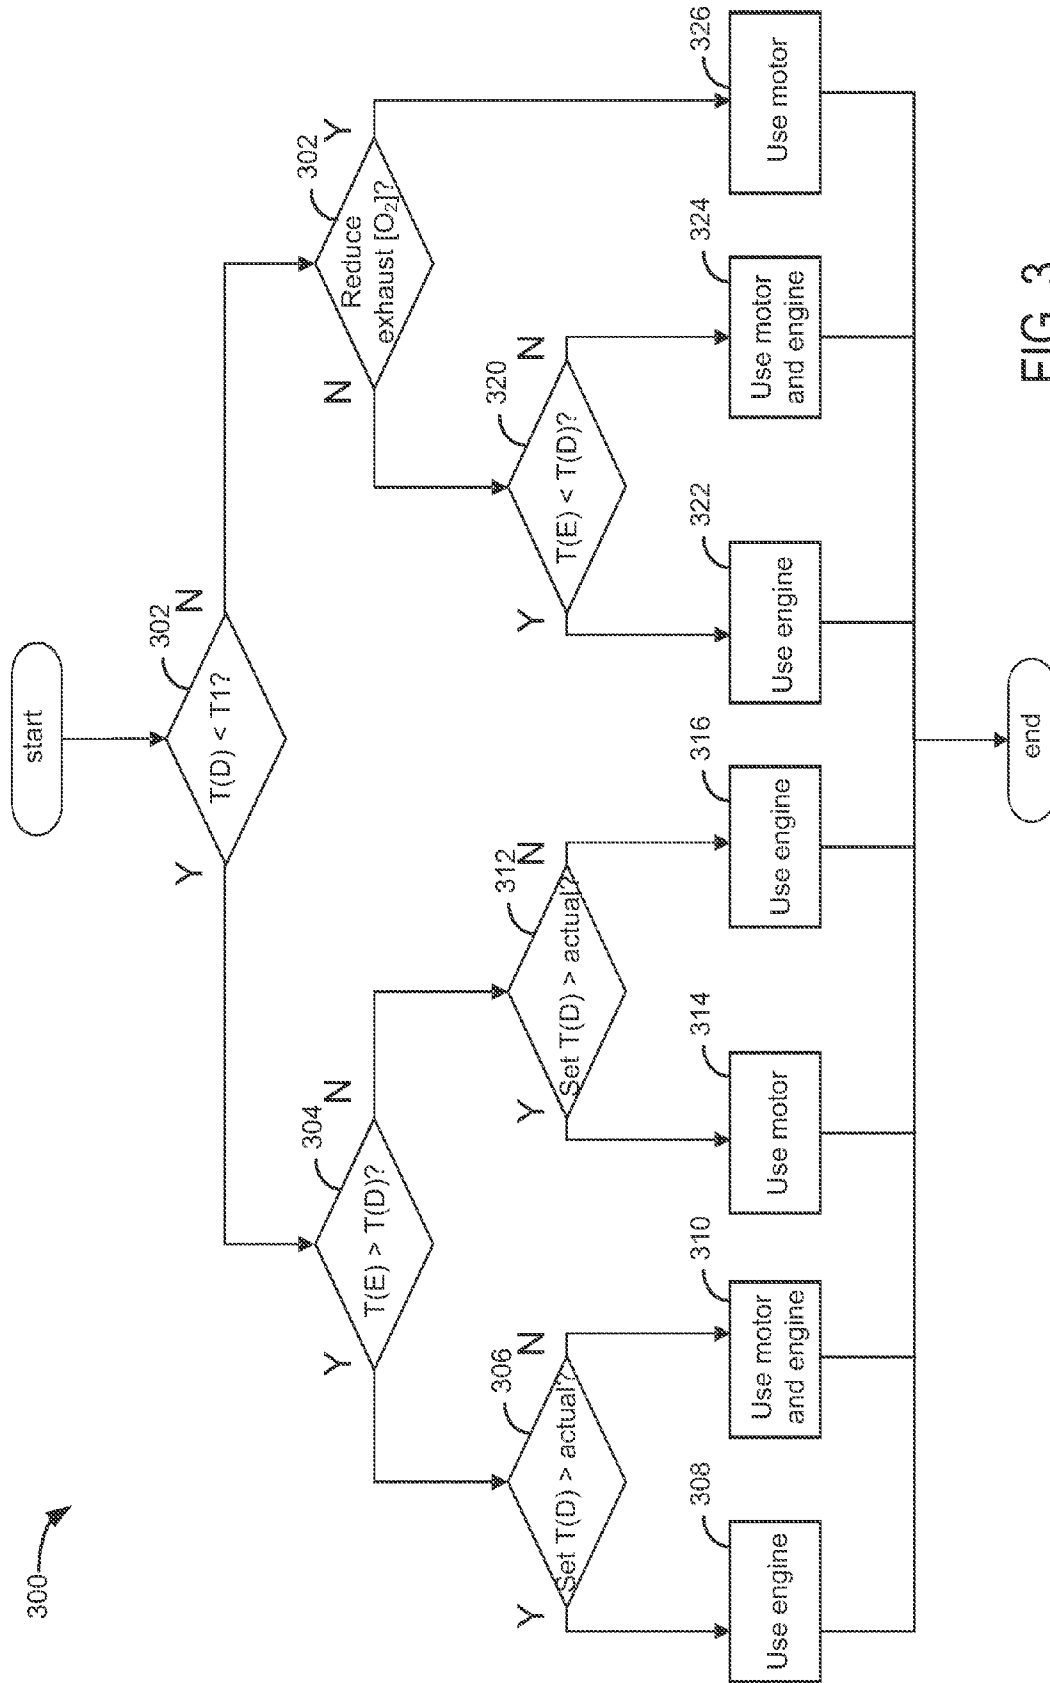 300
start
302
T(D) < T1?
Y
N
304
T(E) > T(D)?
Y
N
302
Reduce
exhaust [O₂]?
N
Y
306
Set T(D) > actual?
Y
N
312
Set T(D) > actual?
Y
N
320
T(E) < T(D)?
Y
N
308
Use engine
310
Use motor
and engine
314
Use motor
316
Use engine
322
Use engine
324
Use motor
and engine
326
Use motor
end
FIG. 3